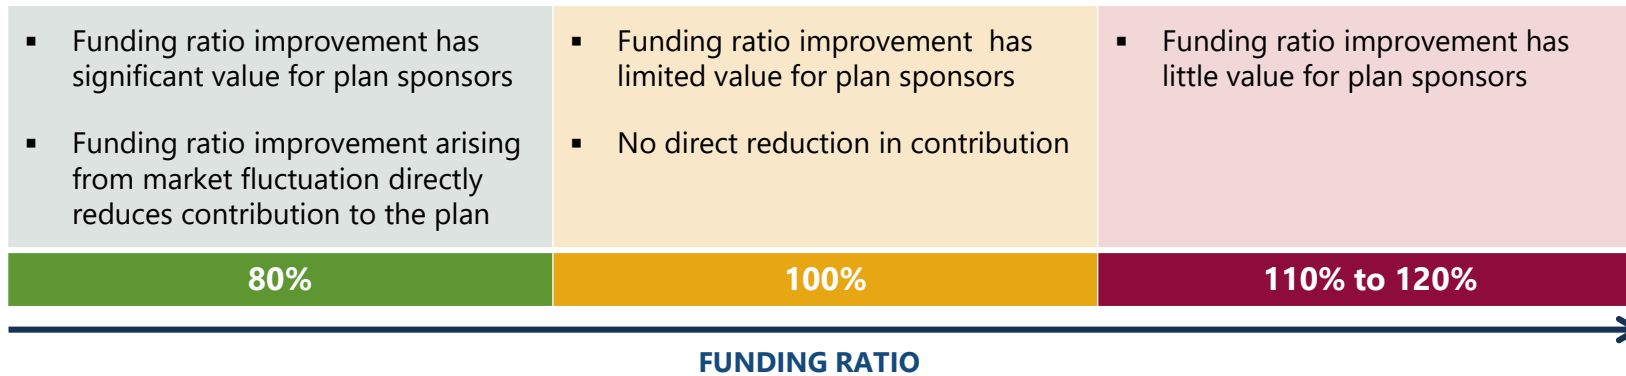 ▪ Funding ratio improvement has
significant value for plan sponsors
▪ Funding ratio improvement arising
from market fluctuation directly
reduces contribution to the plan
▪ Funding ratio improvement  has
limited value for plan sponsors
▪ No direct reduction in contribution
▪ Funding ratio improvement has
little value for plan sponsors
80%
100%
110% to 120%
FUNDING RATIO